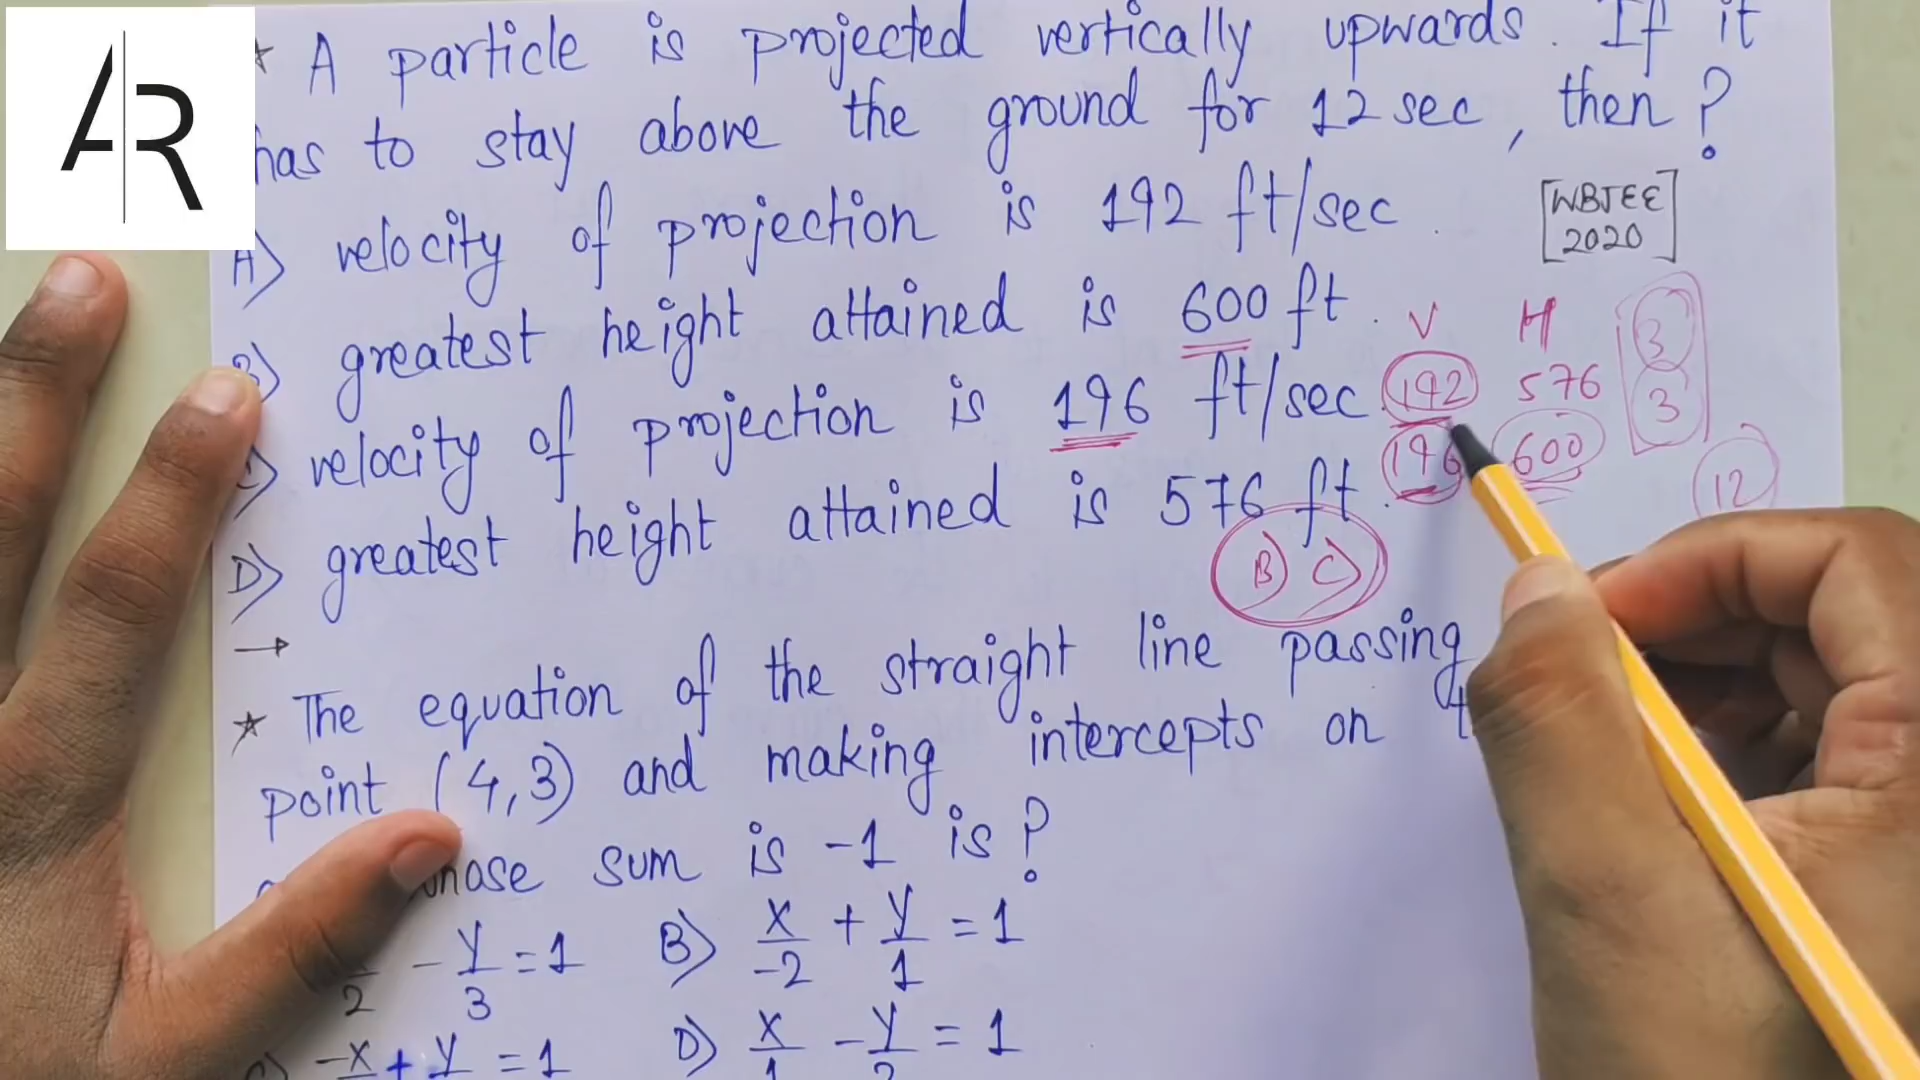 AR
★ A particle is projected vertically upwards. If it
has to stay above the ground for 12 sec, then?
A) velocity of projection is 192 ft/sec.
[WBJEE
2020]
B) greatest height attained is 600 ft.
V H
C) velocity of projection is 196 ft/sec.
192 576 3
3
196 600
12
D) greatest height attained is 576 ft.
B) C)
→
★ The equation of the straight line passing
point (4,3) and making intercepts on
whose sum is -1 is?
2 - y/3 = 1 B) x/-2 + y/1 = 1
C) -x + y = 1 D) x/1 - y/2 = 1